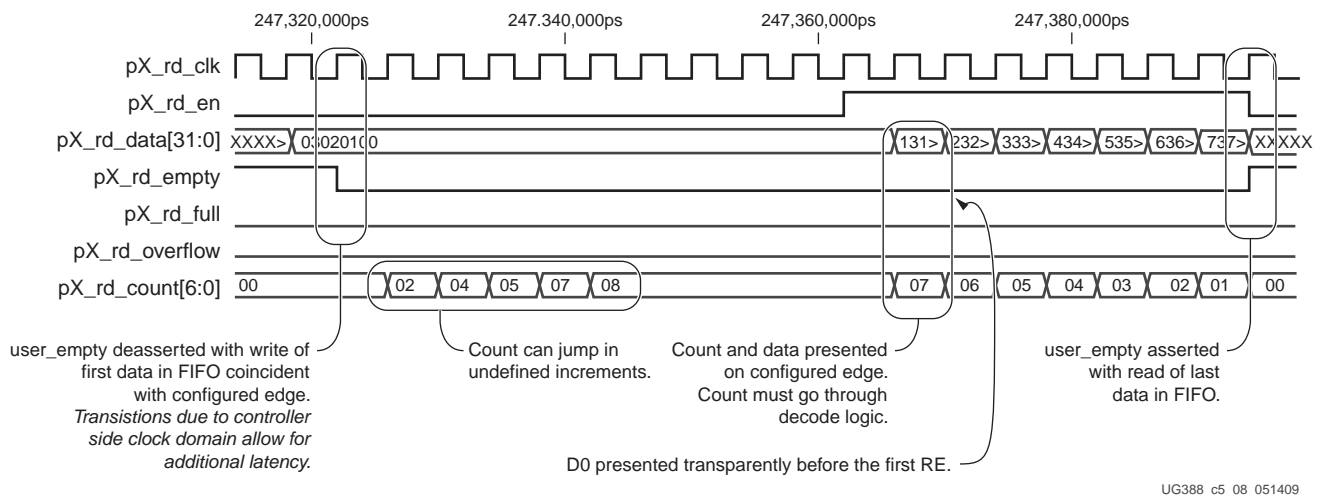 247,320,000ps 247.340,000ps 247,360,000ps 247,380,000ps
pX_rd_clk
pX_rd_en
pX_rd_data[31:0] XXXX> 03020100 131> 232> 333> 434> 535> 636> 737> XXXXX
pX_rd_empty
pX_rd_full
pX_rd_overflow
pX_rd_count[6:0] 00 02 04 05 07 08 07 06 05 04 03 02 01 00
user_empty deasserted with write of
first data in FIFO coincident
with configured edge.
Transistions due to controller
side clock domain allow for
additional latency.
Count can jump in
undefined increments.
Count and data presented
on configured edge.
Count must go through
decode logic.
user_empty asserted
with read of last
data in FIFO.
D0 presented transparently before the first RE.
UG388_c5_08_051409